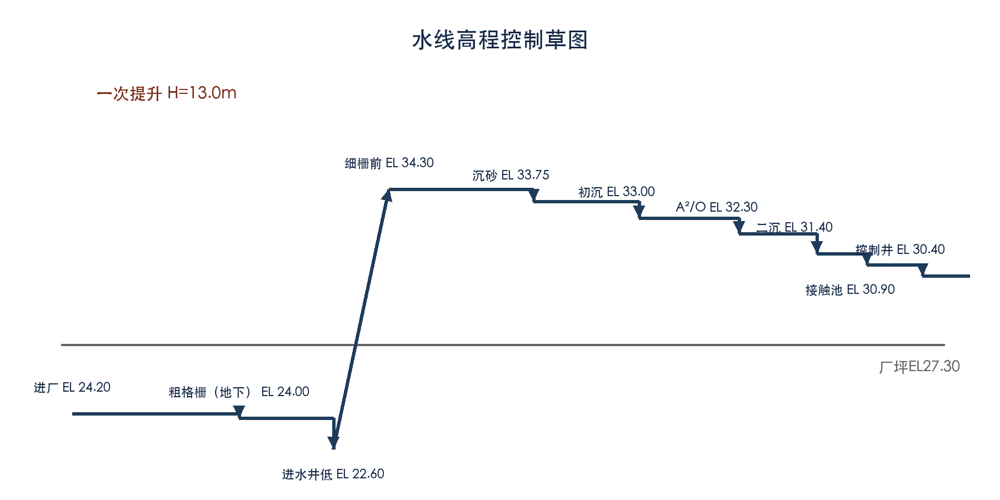 水线高程控制草图
一次提升 H=13.0m
细栅前 EL 34.30
沉砂 EL 33.75
初沉 EL 33.00
A²/O EL 32.30
二沉 EL 31.40
控制井 EL 30.40
接触池 EL 30.90
厂坪EL27.30
进厂 EL 24.20
粗格栅（地下） EL 24.00
进水井低 EL 22.60